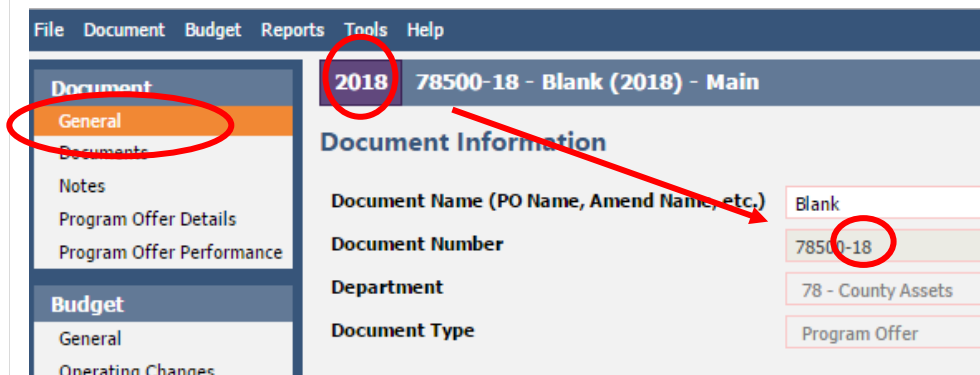 File Document Budget Reports Tools Help
Document
General
Documents
Notes
Program Offer Details
Program Offer Performance
Budget
General
Operating Changes
2018 78500-18 - Blank (2018) - Main
Document Information
Document Name (PO Name, Amend Name, etc.) Blank
Document Number 78500-18
Department 78 - County Assets
Document Type Program Offer